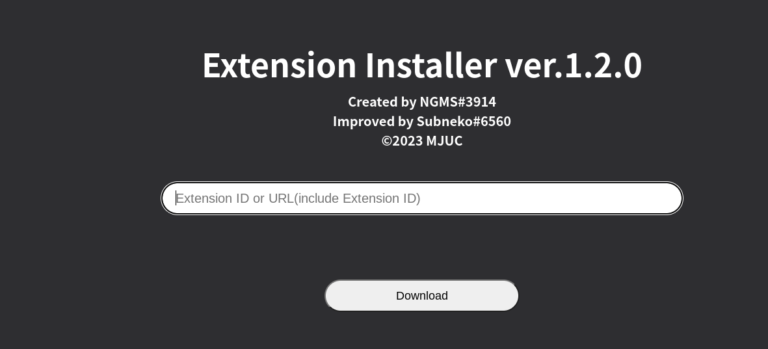 Extension Installer ver.1.2.0
Created by NGMS#3914
Improved by Subneko#6560
©2023 MJUC
Extension ID or URL(include Extension ID)
Download